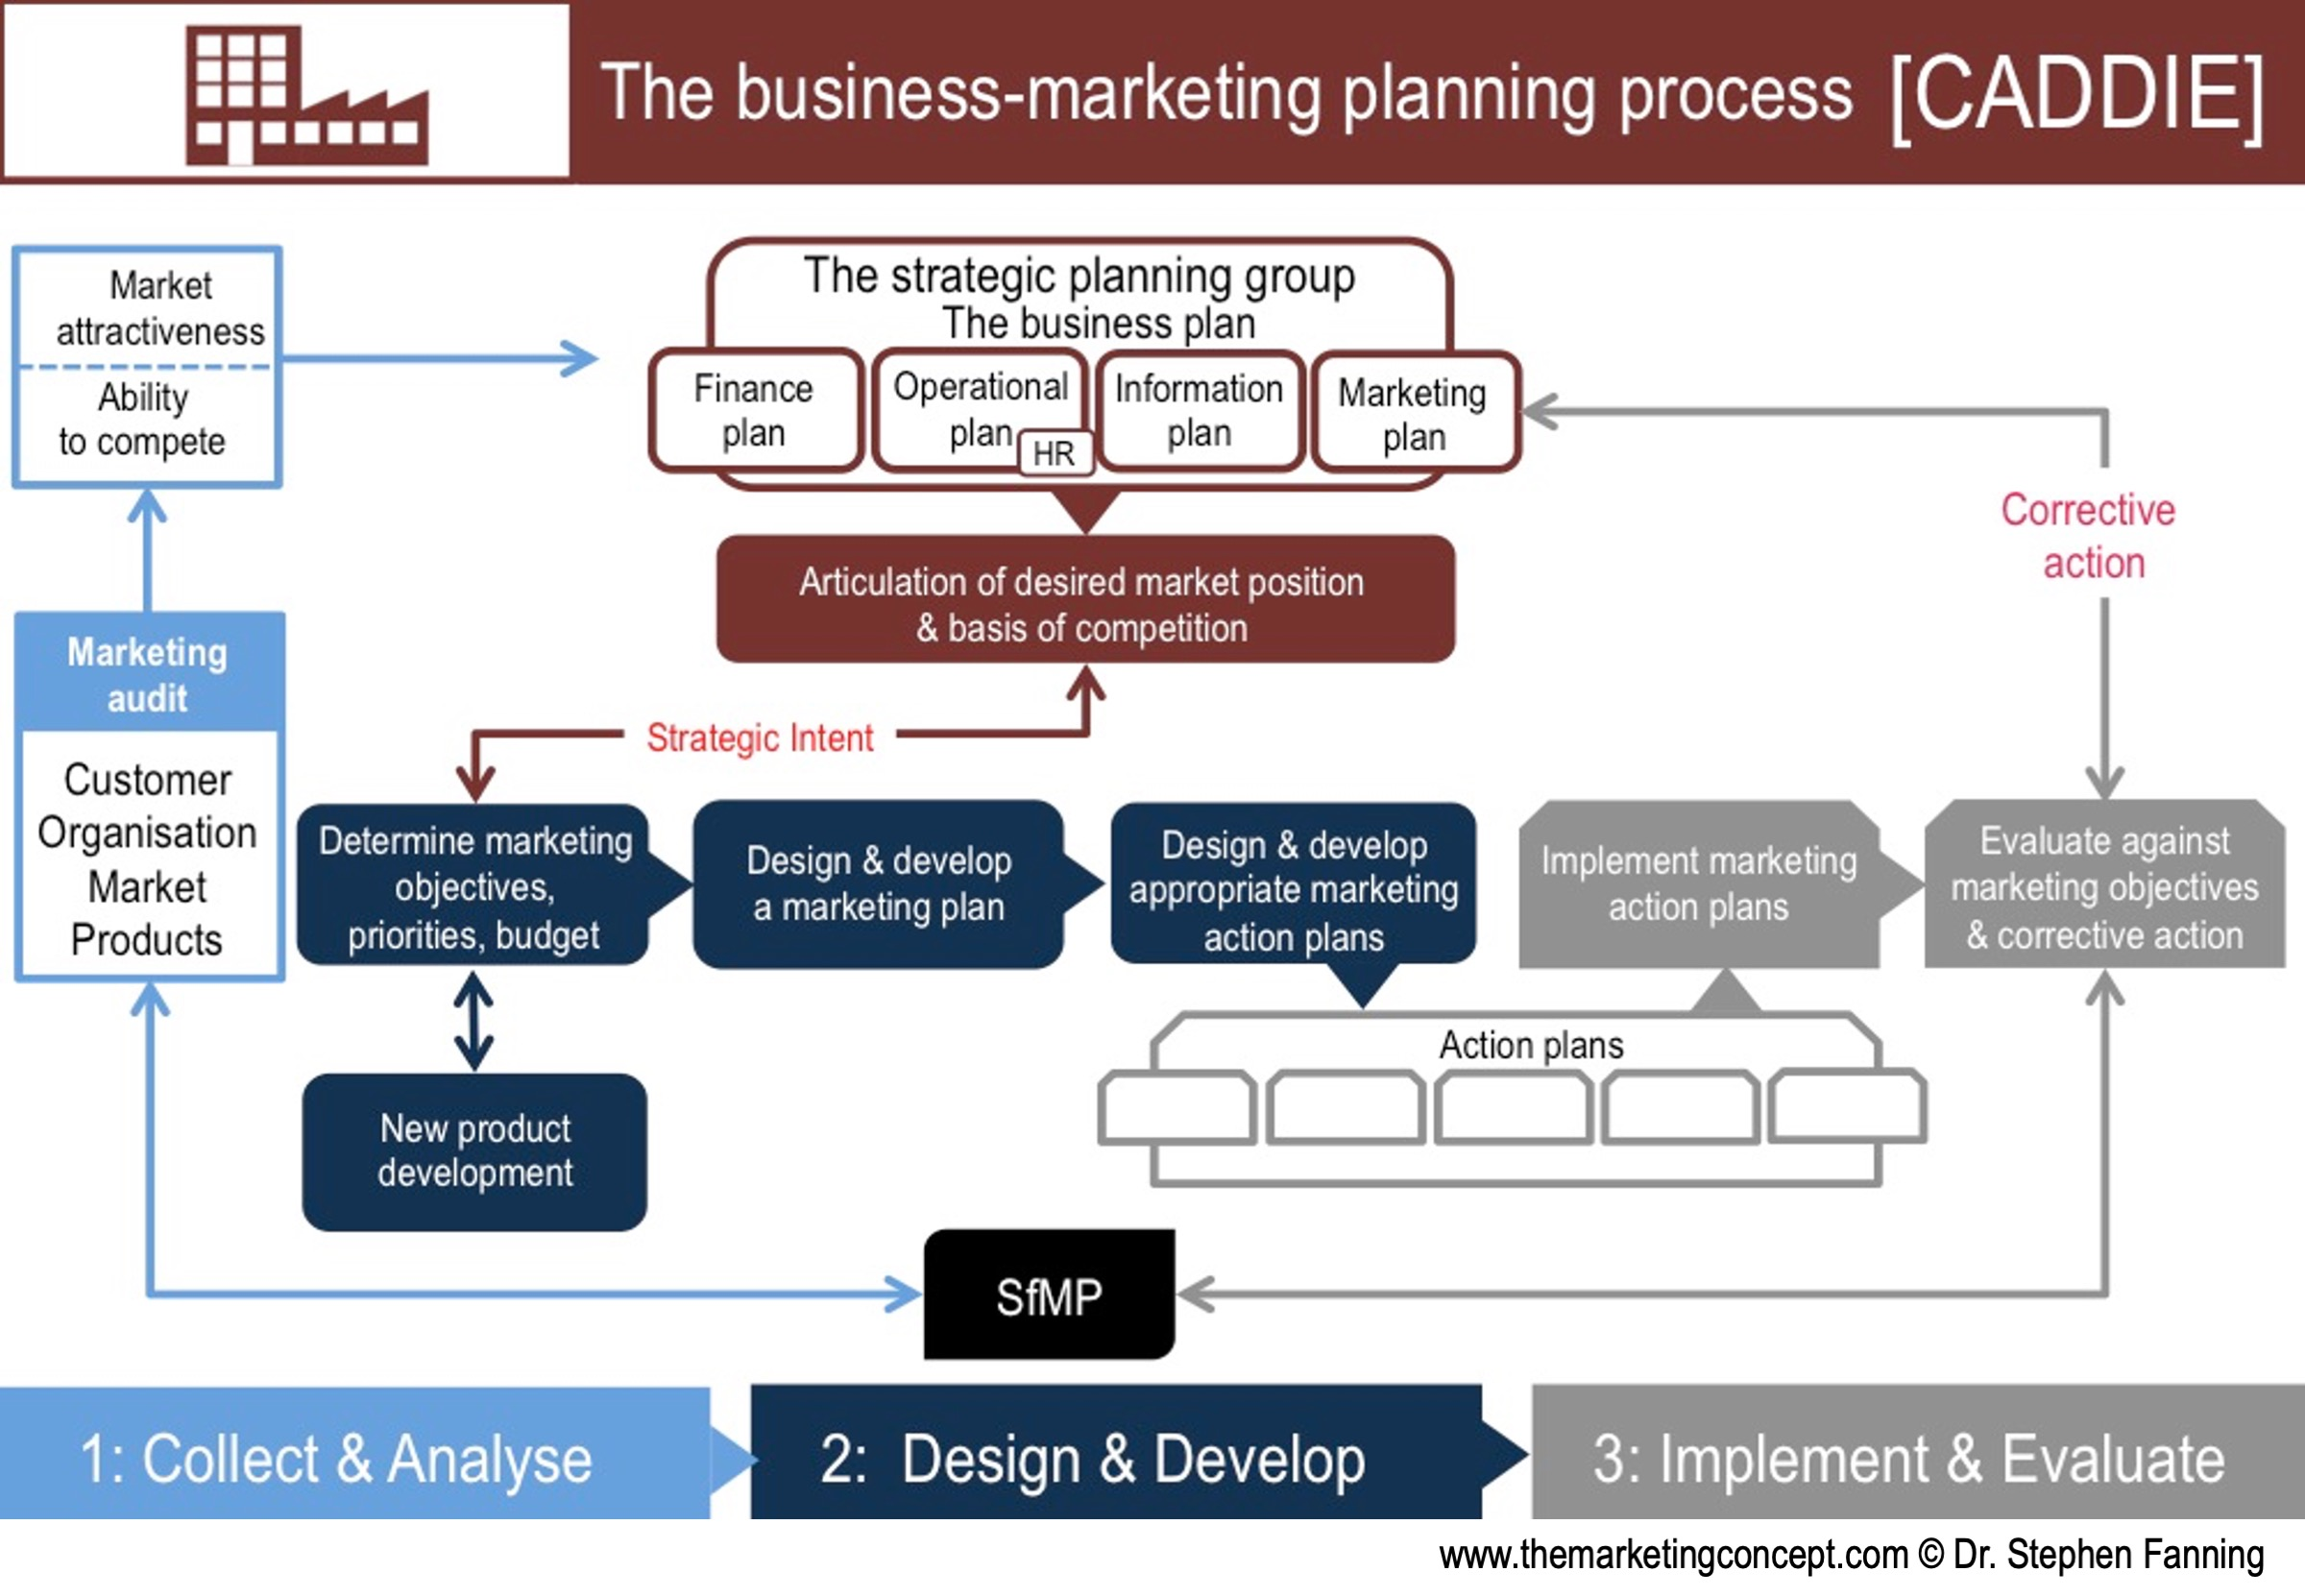 The business-marketing planning process [CADDIE]
Market
attractiveness
Ability
to compete
The strategic planning group
The business plan
Finance
plan
Operational
plan
HR
Information
plan
Marketing
plan
Corrective
action
Articulation of desired market position
& basis of competition
Marketing
audit
Customer
Organisation
Market
Products
Strategic Intent
Determine marketing
objectives,
priorities, budget
Design & develop
a marketing plan
Design & develop
appropriate marketing
action plans
Implement marketing
action plans
Evaluate against
marketing objectives
& corrective action
Action plans
New product
development
SfMP
1: Collect & Analyse
2: Design & Develop
3: Implement & Evaluate
www.themarketingconcept.com © Dr. Stephen Fanning